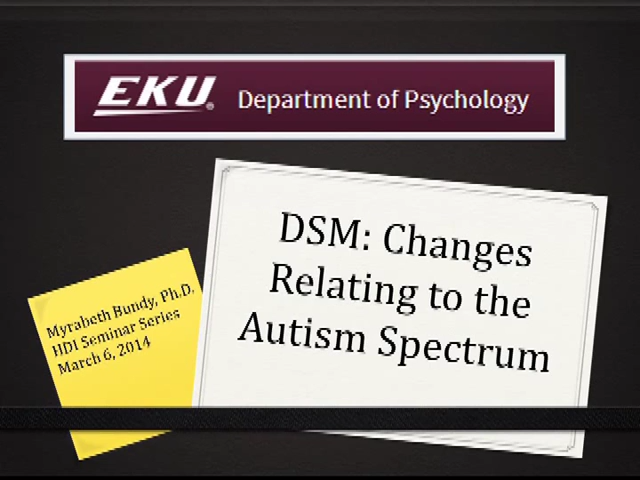 EKU® Department of Psychology
DSM: Changes
Relating to the
Autism Spectrum
Myrabeth Bundy, Ph.D.
HDI Seminar Series
March 6, 2014